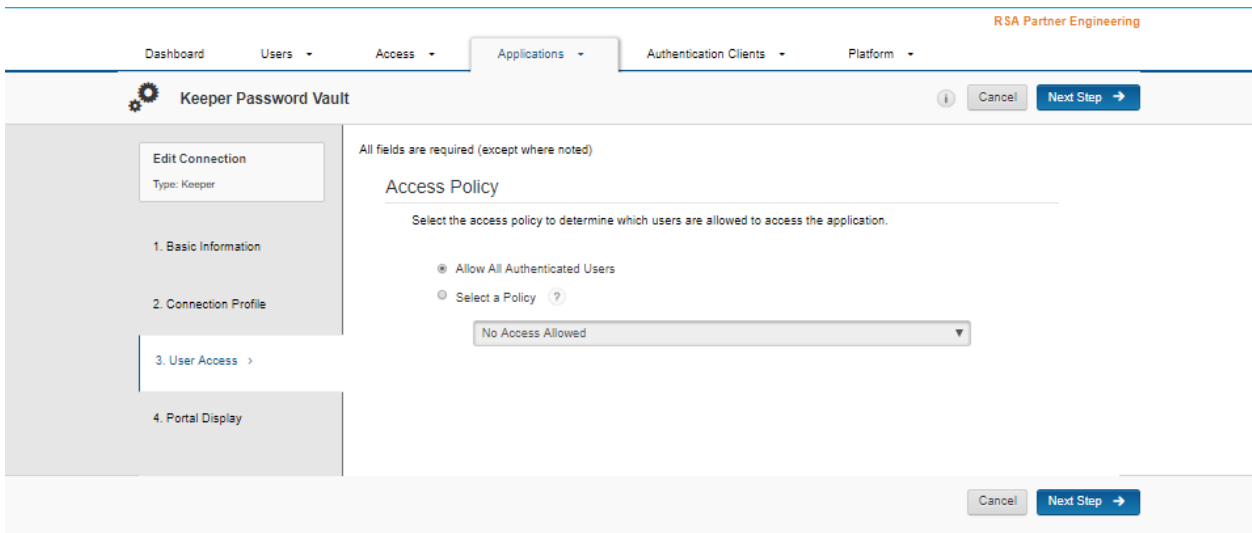 RSA Partner Engineering
Dashboard Users Access Applications Authentication Clients Platform
Keeper Password Vault i Cancel Next Step →
Edit Connection
Type: Keeper
1. Basic Information
2. Connection Profile
3. User Access >
4. Portal Display
All fields are required (except where noted)
Access Policy
Select the access policy to determine which users are allowed to access the application.
Allow All Authenticated Users
Select a Policy ?
No Access Allowed
Cancel Next Step →